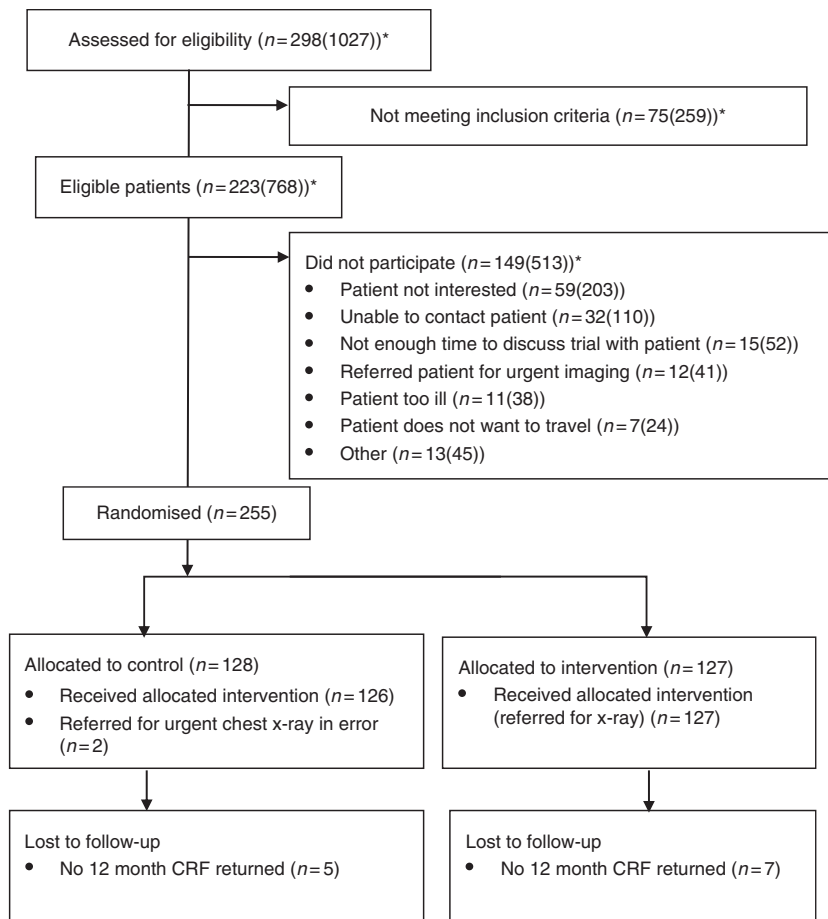 Assessed for eligibility (n=298(1027))*
Not meeting inclusion criteria (n=75(259))*
Eligible patients (n=223(768))*
Did not participate (n=149(513))*
• Patient not interested (n=59(203))
• Unable to contact patient (n=32(110))
• Not enough time to discuss trial with patient (n=15(52))
• Referred patient for urgent imaging (n=12(41))
• Patient too ill (n=11(38))
• Patient does not want to travel (n=7(24))
• Other (n=13(45))
Randomised (n=255)
Allocated to control (n=128)
• Received allocated intervention (n=126)
• Referred for urgent chest x-ray in error
(n=2)
Allocated to intervention (n=127)
• Received allocated intervention
(referred for x-ray) (n=127)
Lost to follow-up
• No 12 month CRF returned (n=5)
Lost to follow-up
• No 12 month CRF returned (n=7)